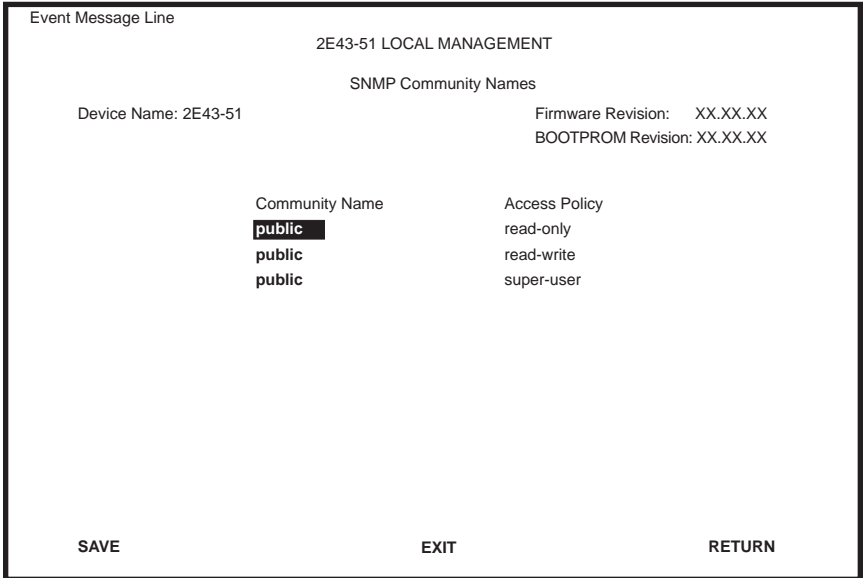 Event Message Line
2E43-51 LOCAL MANAGEMENT
SNMP Community Names
Device Name: 2E43-51 Firmware Revision: XX.XX.XX
BOOTPROM Revision: XX.XX.XX
Community Name Access Policy
public read-only
public read-write
public super-user
SAVE EXIT RETURN